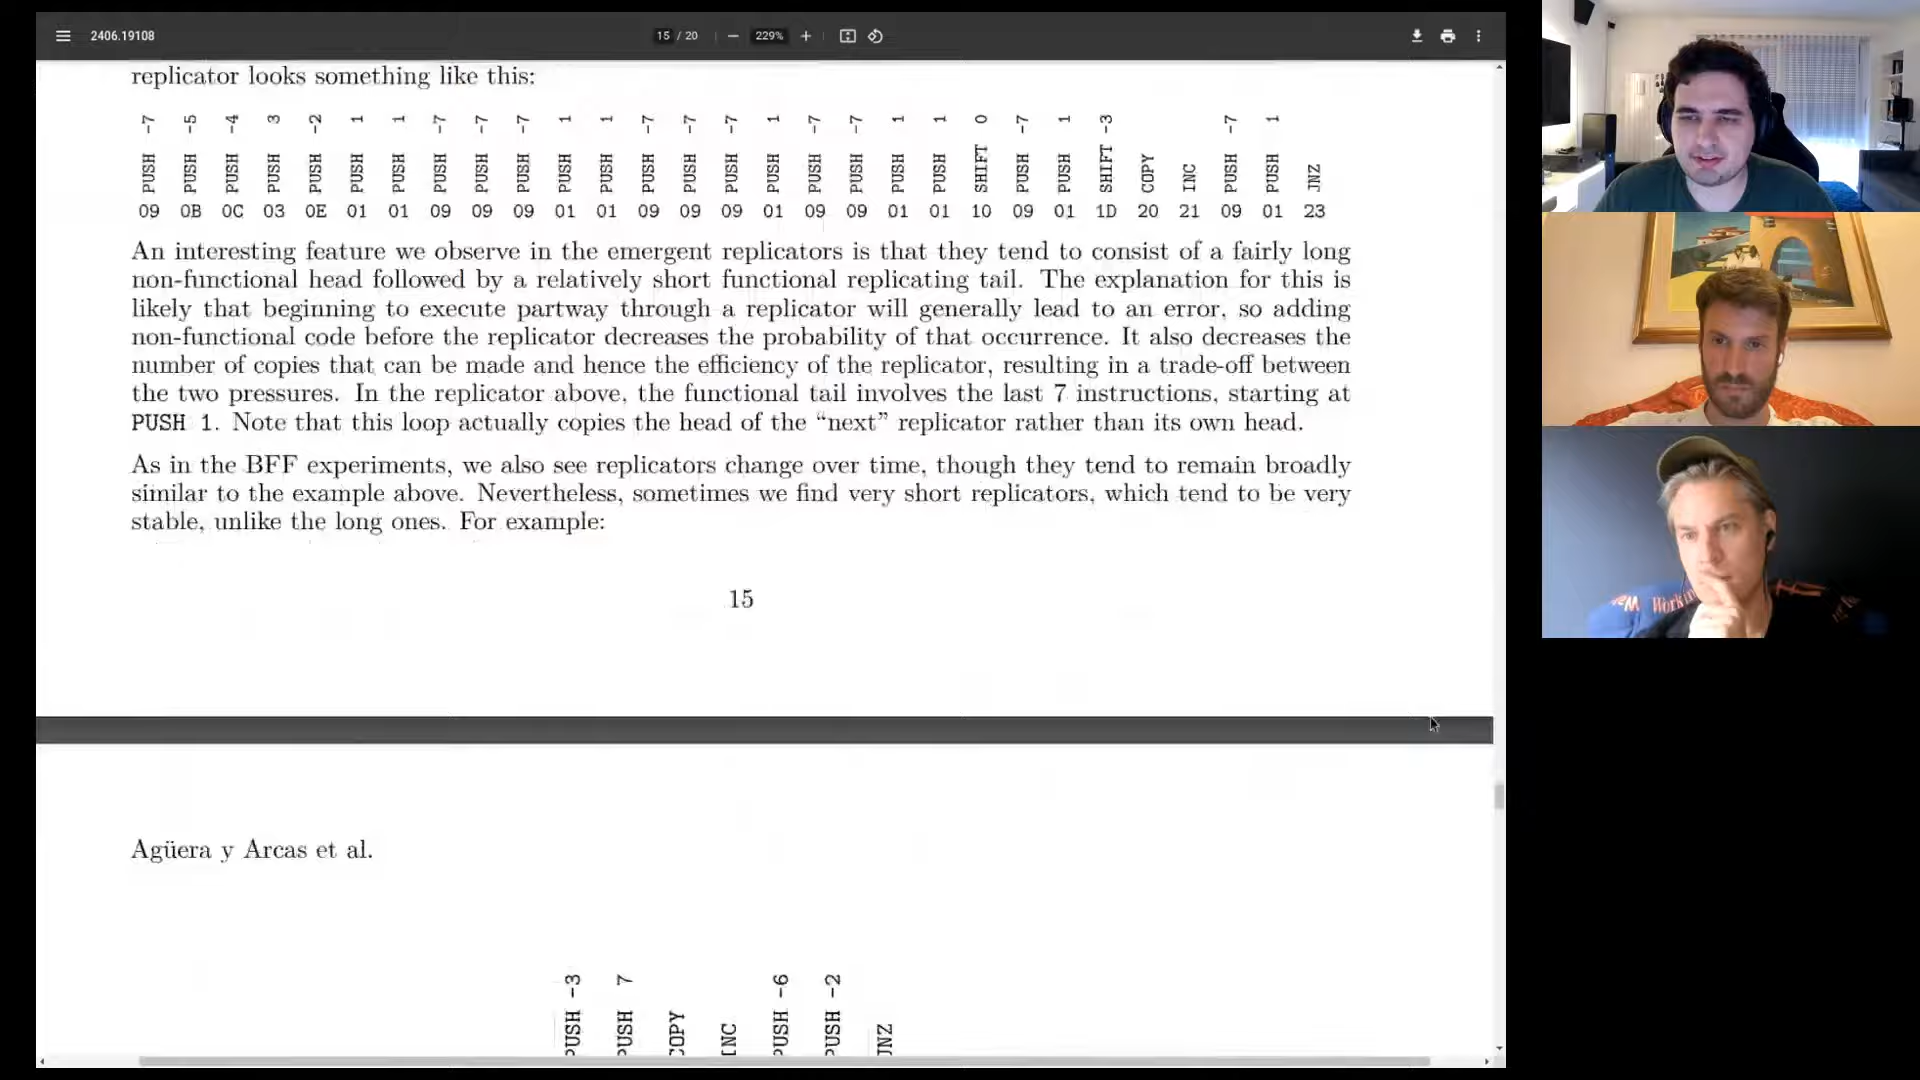 2406.19108
15 / 20
229%
replicator looks something like this:
PUSH -7 PUSH -5 PUSH -4 PUSH 3 PUSH -2 PUSH 1 PUSH 1 PUSH -7 PUSH -7 PUSH -7 PUSH 1 PUSH 1 PUSH -7 PUSH -7 PUSH -7 PUSH 1 PUSH -7 PUSH -7 PUSH 1 PUSH 1 SHIFT 0 PUSH -7 PUSH 1 SHIFT -3 COPY INC PUSH -7 PUSH 1 JNZ
09 0B 0C 03 0E 01 01 09 09 09 01 01 09 09 09 01 09 09 01 01 10 09 01 1D 20 21 09 01 23
An interesting feature we observe in the emergent replicators is that they tend to consist of a fairly long
non-functional head followed by a relatively short functional replicating tail. The explanation for this is
likely that beginning to execute partway through a replicator will generally lead to an error, so adding
non-functional code before the replicator decreases the probability of that occurrence. It also decreases the
number of copies that can be made and hence the efficiency of the replicator, resulting in a trade-off between
the two pressures. In the replicator above, the functional tail involves the last 7 instructions, starting at
PUSH 1. Note that this loop actually copies the head of the “next” replicator rather than its own head.
As in the BFF experiments, we also see replicators change over time, though they tend to remain broadly
similar to the example above. Nevertheless, sometimes we find very short replicators, which tend to be very
stable, unlike the long ones. For example:
15
Agüera y Arcas et al.
PUSH -3 PUSH 7 COPY INC PUSH -6 PUSH -2 JNZ